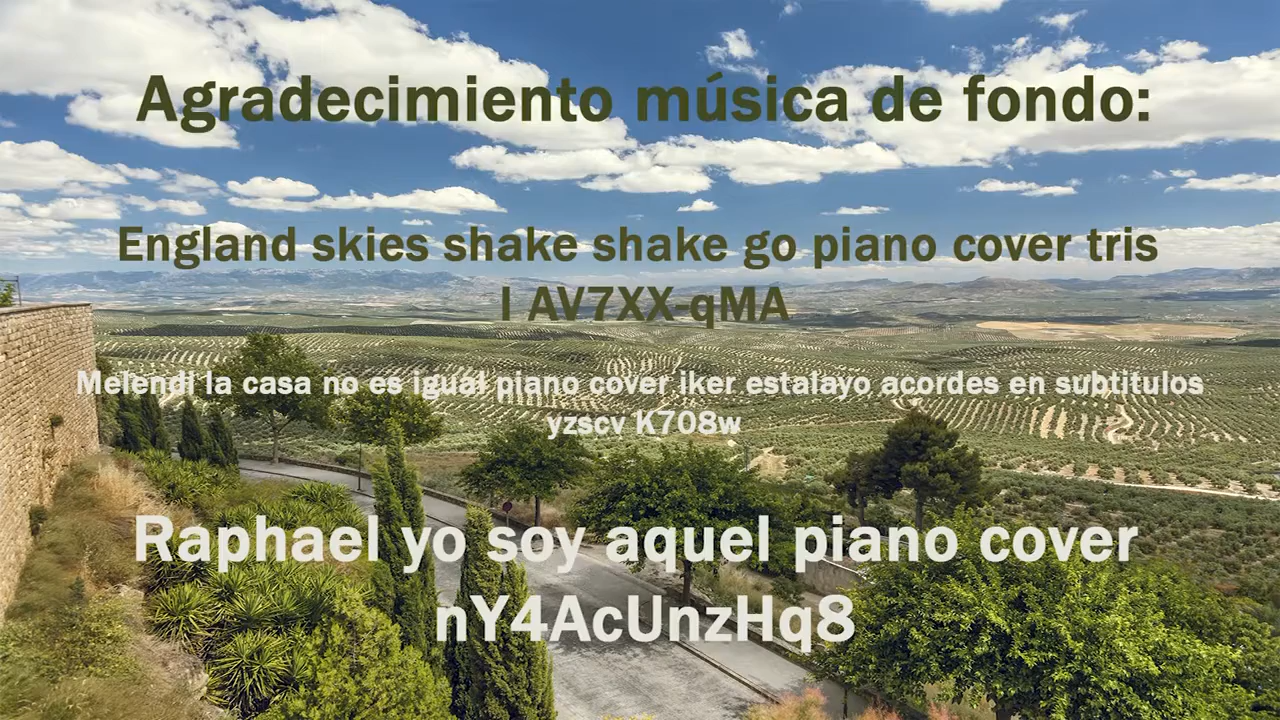 Agradecimiento música de fondo:
England skies shake shake go piano cover tris
l AV7XX-qMA
Melendi la casa no es igual piano cover iker estalayo acordes en subtitulos
yzscv K708w
Raphael yo soy aquel piano cover
nY4AcUnzHq8